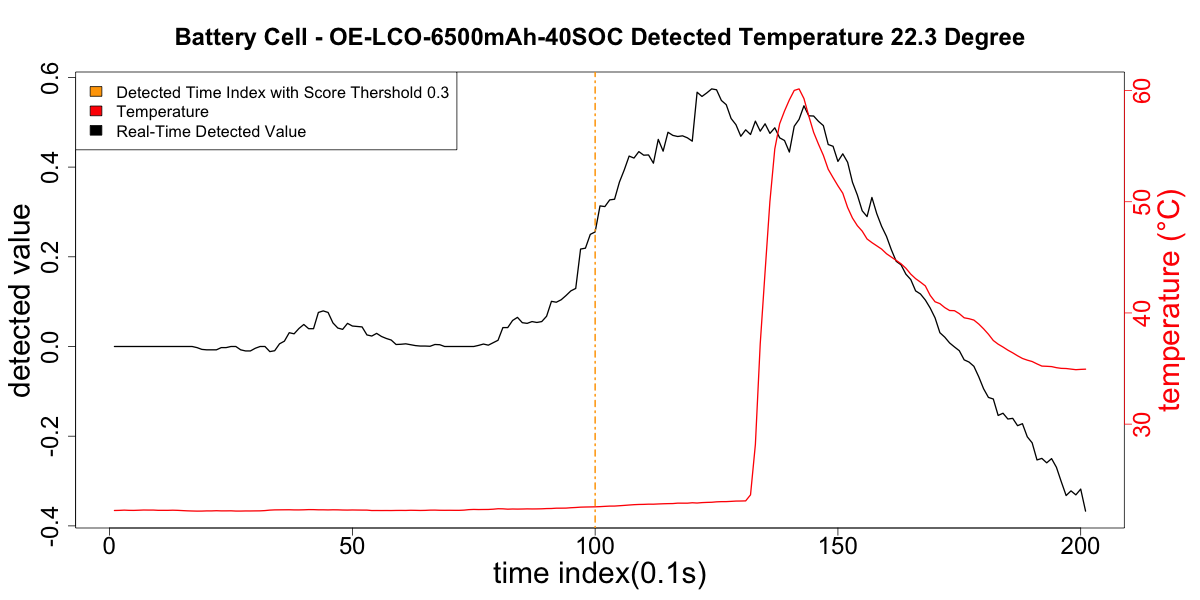 Battery Cell - OE-LCO-6500mAh-40SOC Detected Temperature 22.3 Degree
Detected Time Index with Score Thershold 0.3
Temperature
Real-Time Detected Value
detected value
0.6
0.4
0.2
0.0
-0.2
-0.4
60
50
40
30
temperature (°C)
0
50
100
150
200
time index(0.1s)